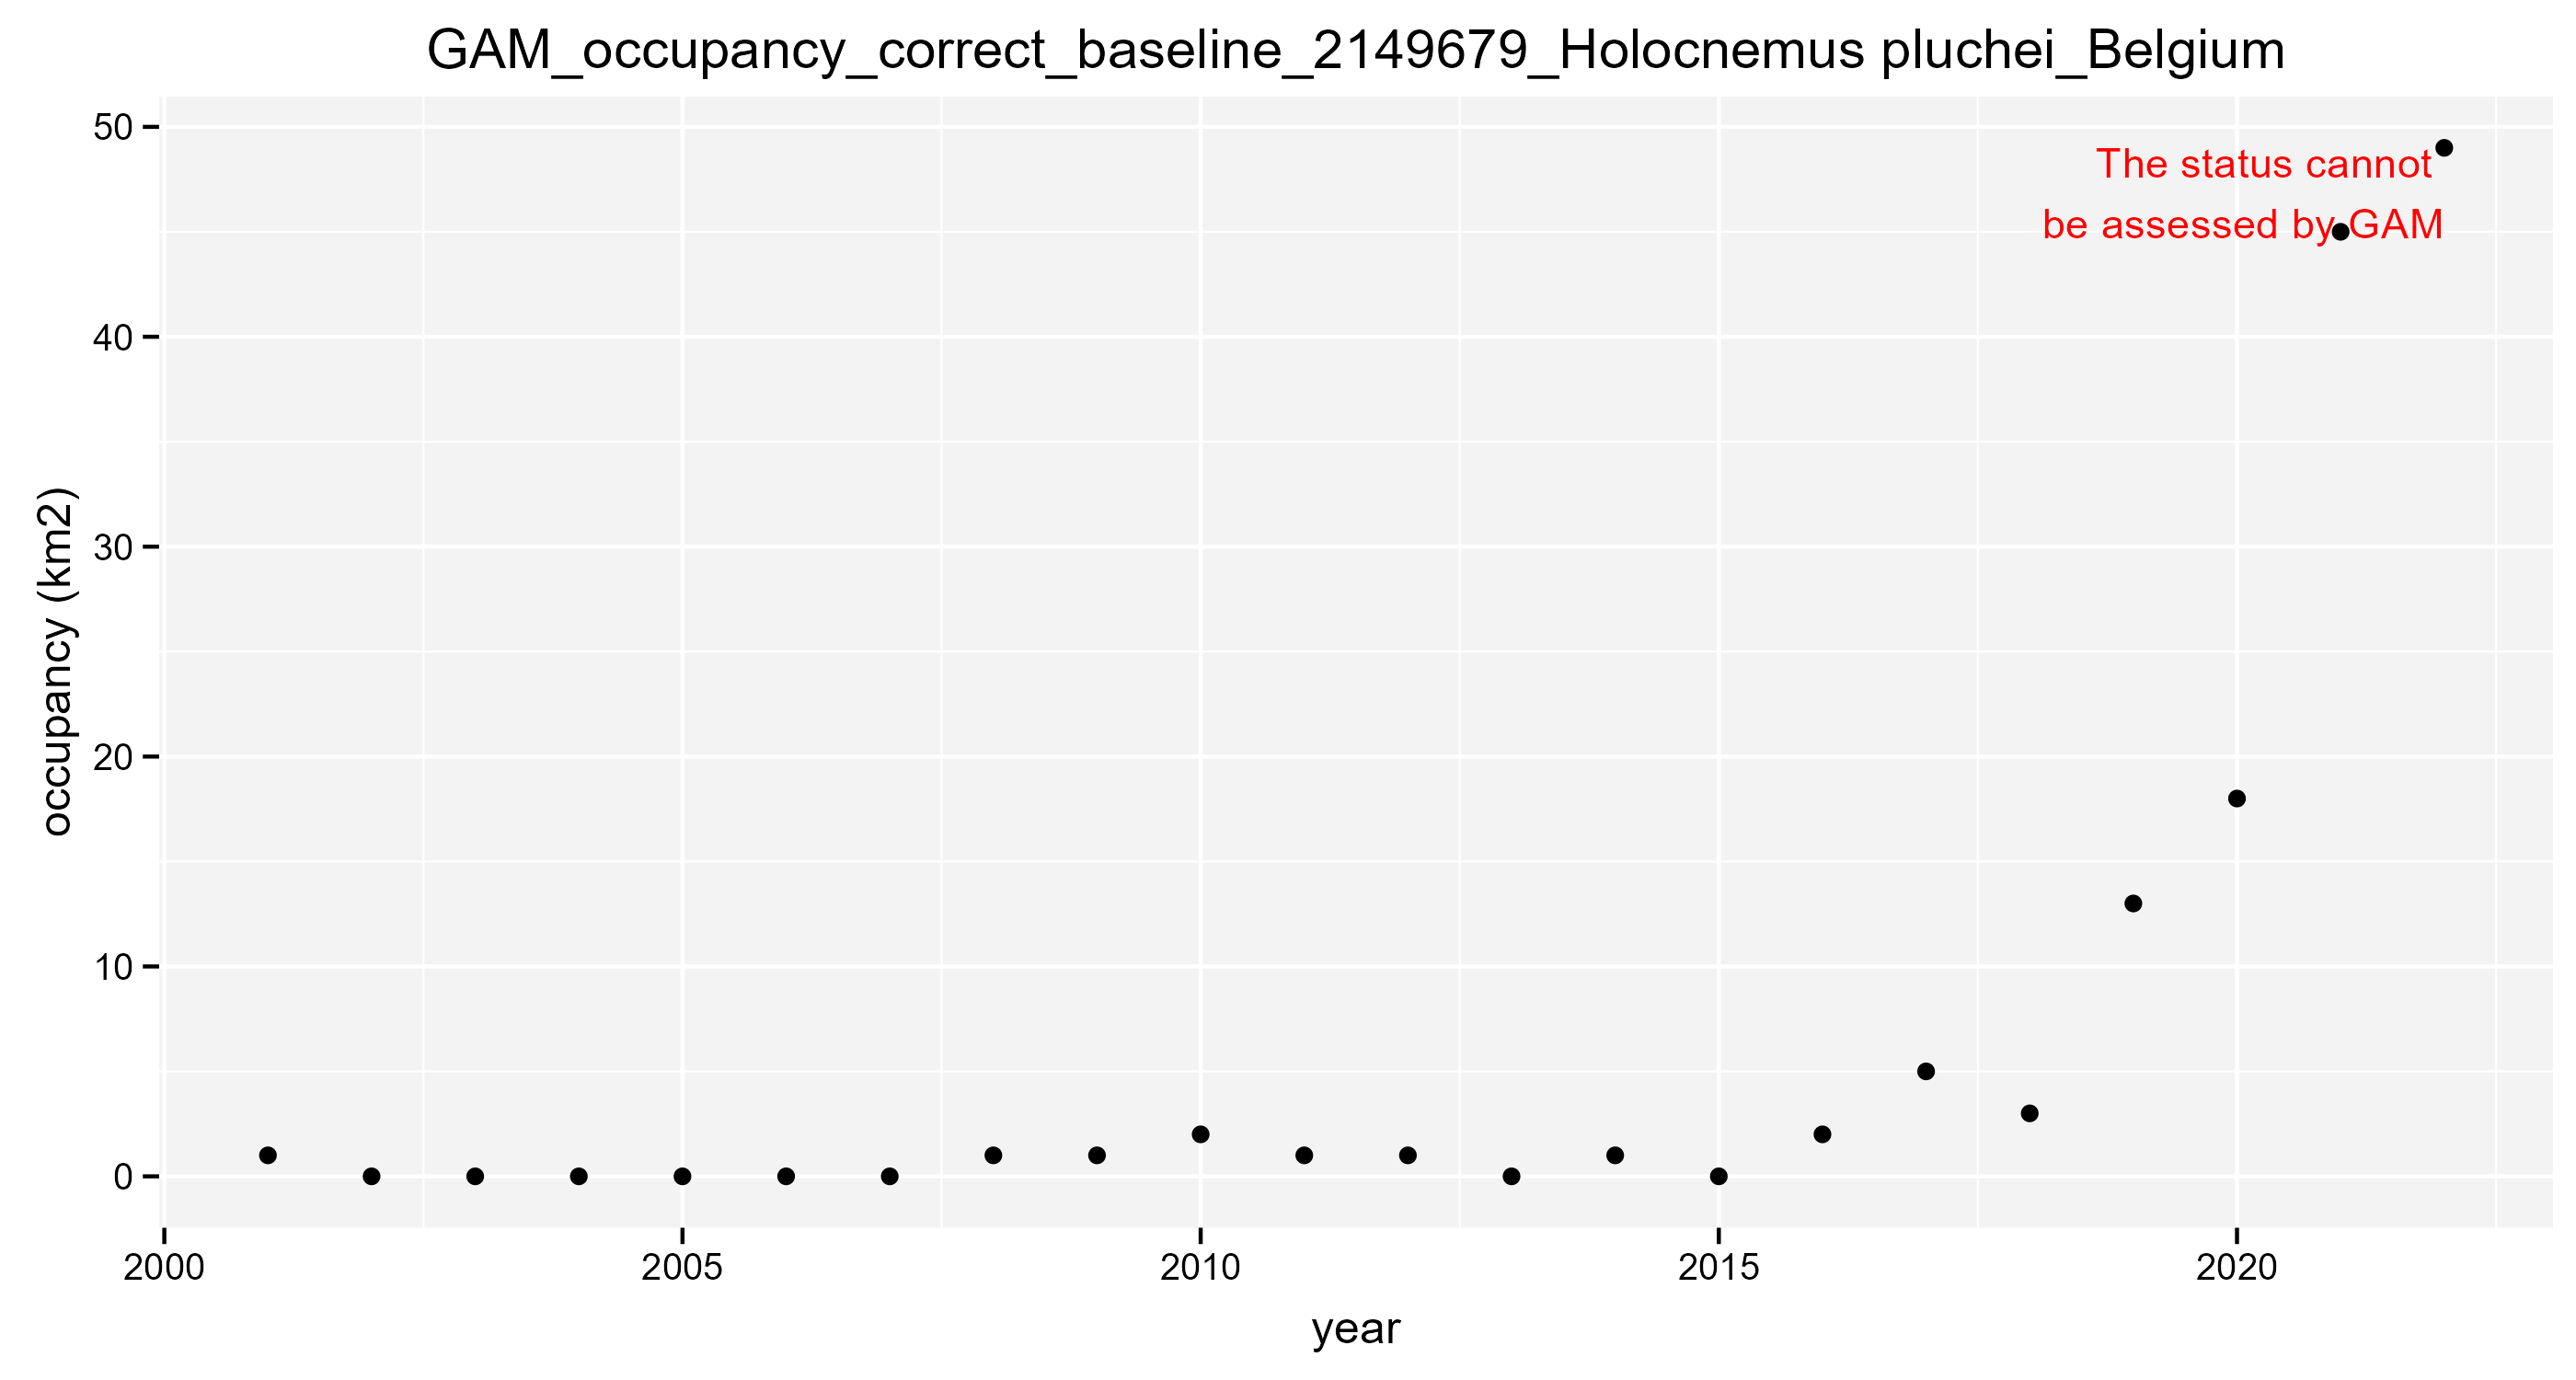 GAM_occupancy_correct_baseline_2149679_Holocnemus pluchei_Belgium
50
The status cannot
be assessed by GAM
40
30
20
10
0
occupancy (km2)
2000 2005 2010 2015 2020
year